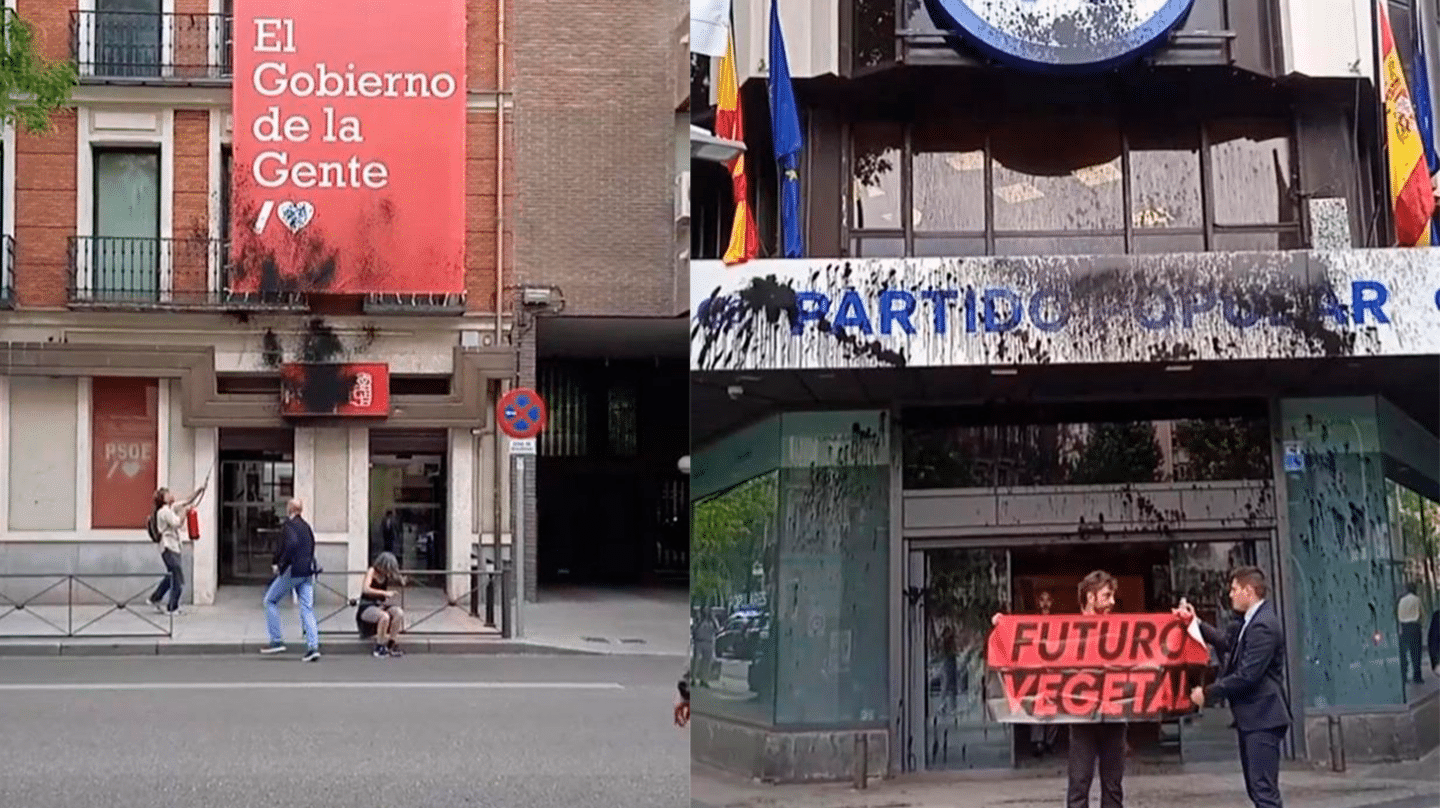 El
Gobierno
de la
Gente
PSOE
PARTIDO POPULAR
FUTURO
VEGETAL